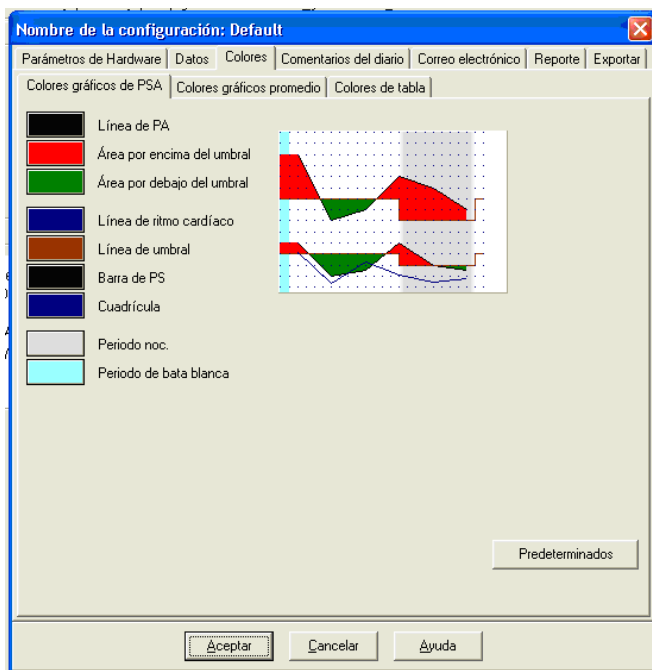 Nombre de la configuración: Default
Parámetros de Hardware Datos Colores Comentarios del diario Correo electrónico Reporte Exportar
Colores gráficos de PSA Colores gráficos promedio Colores de tabla
Línea de PA
Área por encima del umbral
Área por debajo del umbral
Línea de ritmo cardíaco
Línea de umbral
Barra de PS
Cuadrícula
Periodo noc.
Periodo de bata blanca
Predeterminados
Aceptar Cancelar Ayuda